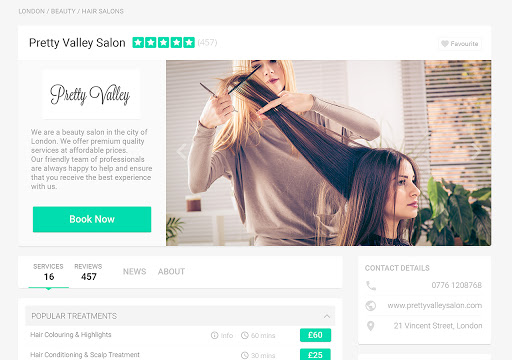 LONDON / BEAUTY / HAIR SALONS
Pretty Valley Salon (457)
Favourite
Pretty Valley
We are a beauty salon in the city of
London. We offer premium quality
services at affordable prices.
Our friendly team of professionals
are always happy to help and ensure
that you receive the best experience
with us.
Book Now
SERVICES
16
REVIEWS
457
NEWS
ABOUT
CONTACT DETAILS
0776 1208768
www.prettyvalleysalon.com
21 Vincent Street, London
POPULAR TREATMENTS
Hair Colouring & Highlights info 60 mins £60
Hair Conditioning & Scalp Treatment 30 mins £25